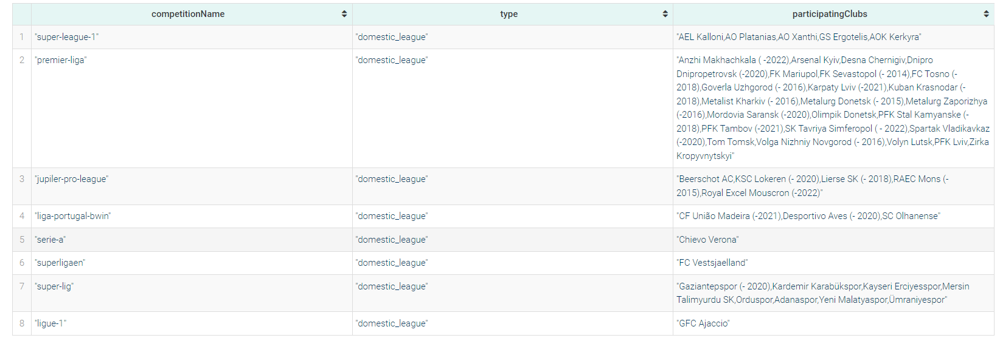 competitionName type participatingClubs
1 "super-league-1" "domestic_league" "AEL Kalloni,AO Platanias,AO Xanthi,GS Ergotelis,AOK Kerkyra"
2 "premier-liga" "domestic_league" "Anzhi Makhachkala ( -2022),Arsenal Kyiv,Desna Chernigiv,Dnipro
Dnipropetrovsk (-2020),FK Mariupol,FK Sevastopol (- 2014),FC Tosno (-
2018),Goverla Uzhgorod (- 2016),Karpaty Lviv (-2021),Kuban Krasnodar (-
2018),Metalist Kharkiv (- 2016),Metalurg Donetsk (- 2015),Metalurg Zaporizhya
(-2016),Mordovia Saransk (-2020),Olimpik Donetsk,PFK Stal Kamyanske (-
2018),PFK Tambov (-2021),SK Tavriya Simferopol ( - 2022),Spartak Vladikavkaz
(-2020),Tom Tomsk,Volga Nizhniy Novgorod (- 2016),Volyn Lutsk,PFK Lviv,Zirka
Kropyvnytskyi"
3 "jupiler-pro-league" "domestic_league" "Beerschot AC,KSC Lokeren (- 2020),Lierse SK (- 2018),RAEC Mons (-
2015),Royal Excel Mouscron (-2022)"
4 "liga-portugal-bwin" "domestic_league" "CF União Madeira (-2021),Desportivo Aves (- 2020),SC Olhanense"
5 "serie-a" "domestic_league" "Chievo Verona"
6 "superligaen" "domestic_league" "FC Vestsjaelland"
7 "super-lig" "domestic_league" "Gaziantepspor (- 2020),Kardemir Karabükspor,Kayseri Erciyesspor,Mersin
Talimyurdu SK,Orduspor,Adanaspor,Yeni Malatyaspor,Ümraniyespor"
8 "ligue-1" "domestic_league" "GFC Ajaccio"